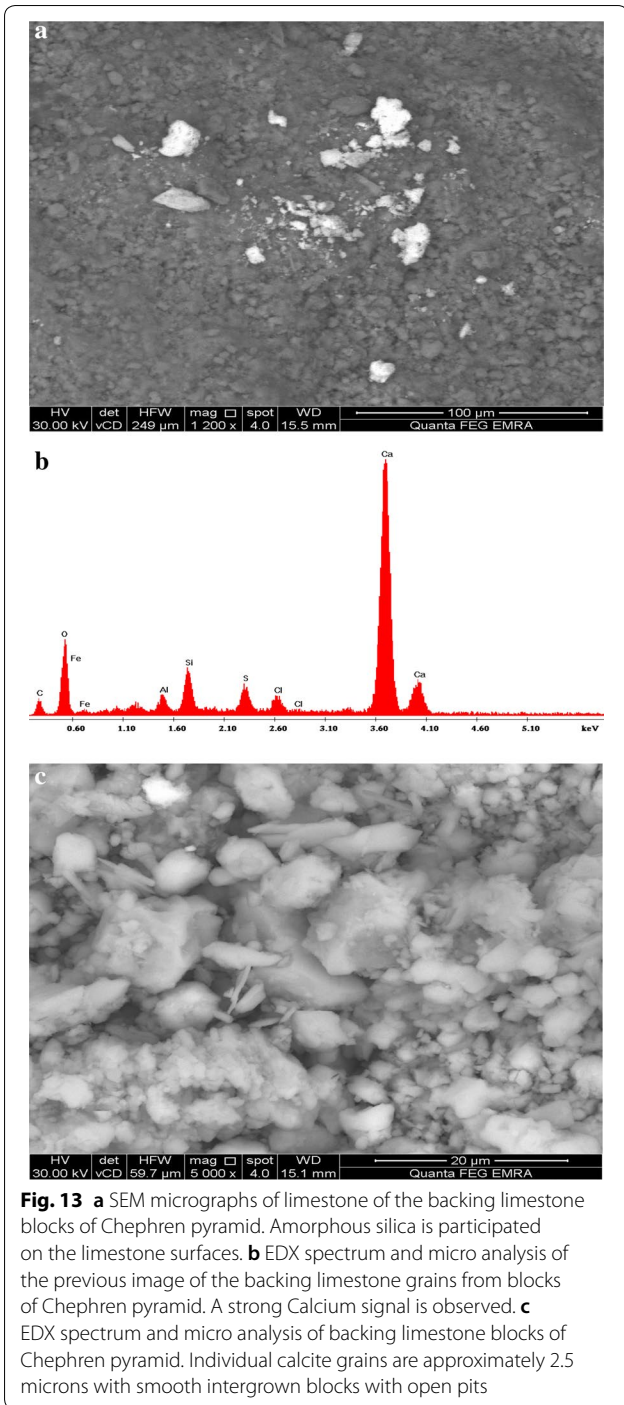 a
HV det HFW mag □ spot WD 100 µm
30.00 kV vCD 249 µm 1 200 x 4.0 15.5 mm Quanta FEG EMRA
b
Ca
O
Fe
C Fe Al Si S Cl Cl Ca
0.60 1.10 1.60 2.10 2.60 3.10 3.60 4.10 4.60 5.10 keV
c
HV det HFW mag □ spot WD 20 µm
30.00 kV vCD 59.7 µm 5 000 x 4.0 15.1 mm Quanta FEG EMRA
Fig. 13 a SEM micrographs of limestone of the backing limestone
blocks of Chephren pyramid. Amorphous silica is participated
on the limestone surfaces. b EDX spectrum and micro analysis of
the previous image of the backing limestone grains from blocks
of Chephren pyramid. A strong Calcium signal is observed. c
EDX spectrum and micro analysis of backing limestone blocks of
Chephren pyramid. Individual calcite grains are approximately 2.5
microns with smooth intergrown blocks with open pits